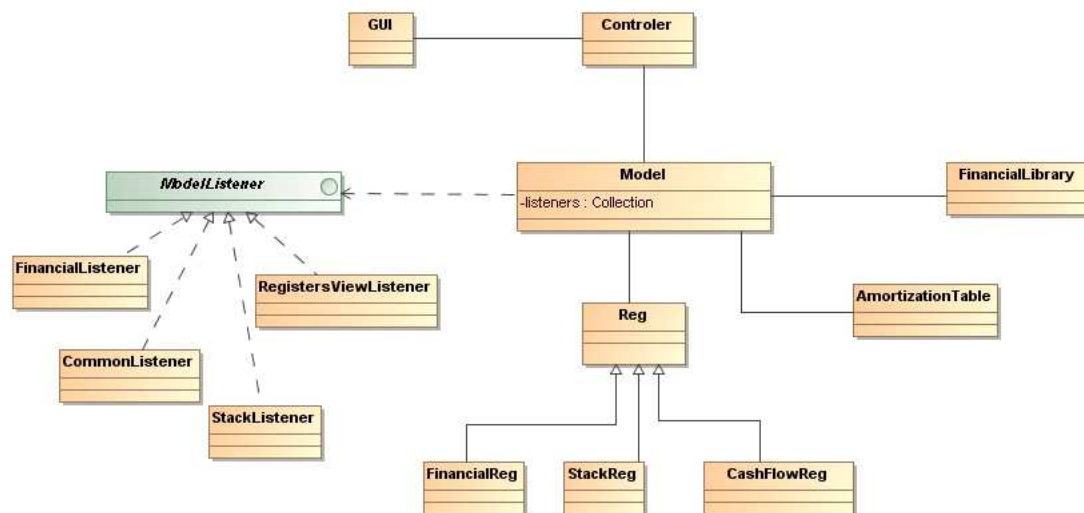 GUI
Controler
ModelListener
Model
-listeners : Collection
FinancialLibrary
FinancialListener
RegistersViewListener
AmortizationTable
Reg
CommonListener
StackListener
FinancialReg
StackReg
CashFlowReg